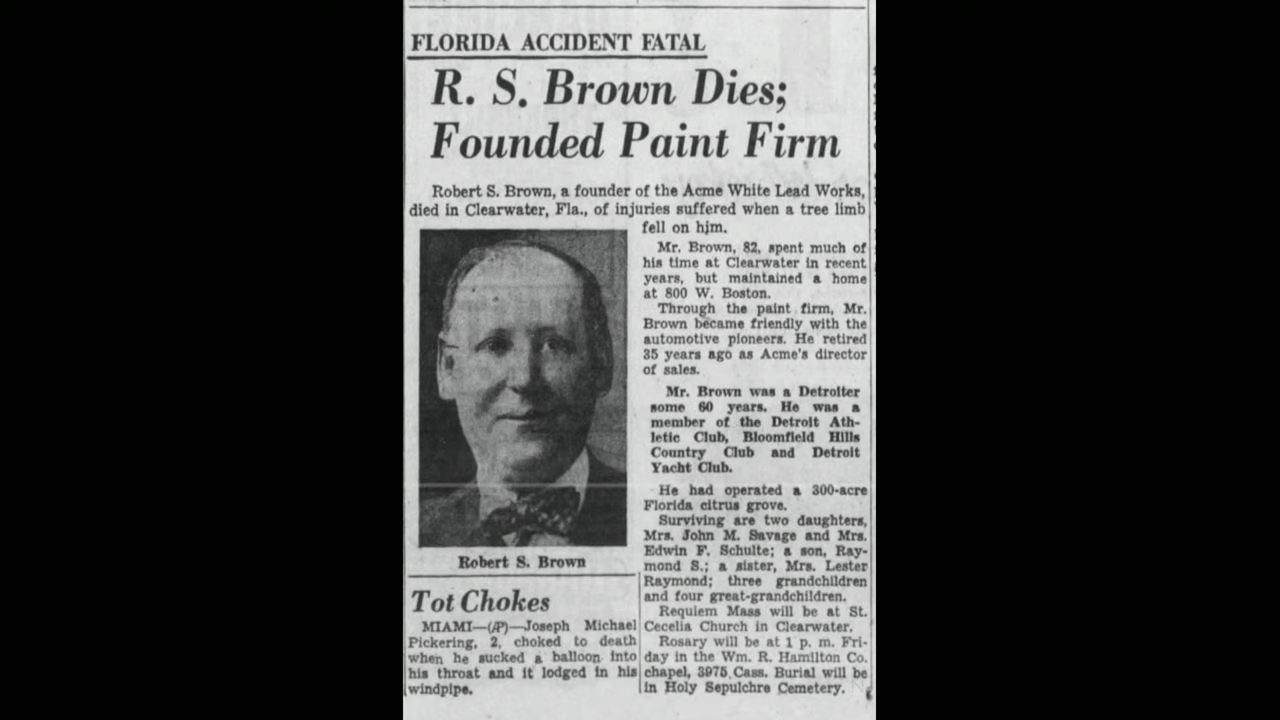 FLORIDA ACCIDENT FATAL
R. S. Brown Dies;
Founded Paint Firm
Robert S. Brown, a founder of the Acme White Lead Works,
died in Clearwater, Fla., of injuries suffered when a tree limb
fell on him.
Mr. Brown, 82, spent much of
his time at Clearwater in recent
years, but maintained a home
at 800 W. Boston.
Through the paint firm, Mr.
Brown became friendly with the
automotive pioneers. He retired
35 years ago as Acme's director
of sales.
Mr. Brown was a Detroiter
some 60 years. He was a
member of the Detroit Ath-
letic Club, Bloomfield Hills
Country Club and Detroit
Yacht Club.
He had operated a 300-acre
Florida citrus grove.
Surviving are two daughters,
Mrs. John M. Savage and Mrs.
Edwin F. Schulte; a son, Ray-
mond S.; a sister, Mrs. Lester
Raymond; three grandchildren
and four great-grandchildren.
Requiem Mass will be at St.
Cecelia Church in Clearwater.
Rosary will be at 1 p. m. Fri-
day in the Wm. R. Hamilton Co.
chapel, 3975 Cass. Burial will be
in Holy Sepulchre Cemetery.
Robert S. Brown
Tot Chokes
MIAMI—(AP)—Joseph Michael
Pickering, 2, choked to death
when he sucked a balloon into
his throat and it lodged in his
windpipe.